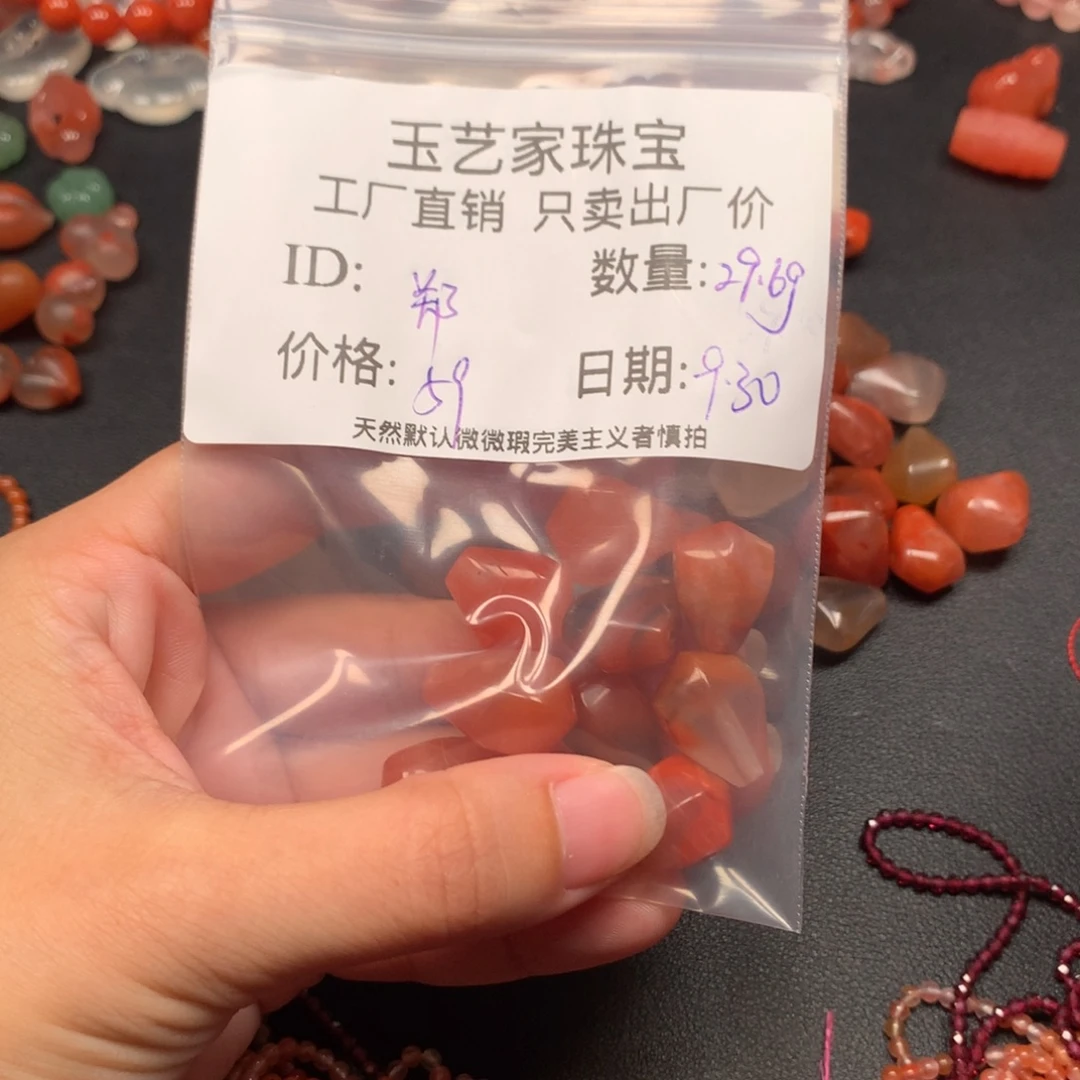 玉艺家珠宝
工厂直销 只卖出厂价
ID: 郑 数量: 29.69
价格: 59 日期: 9.30
天然默认微微瑕完美主义者慎拍